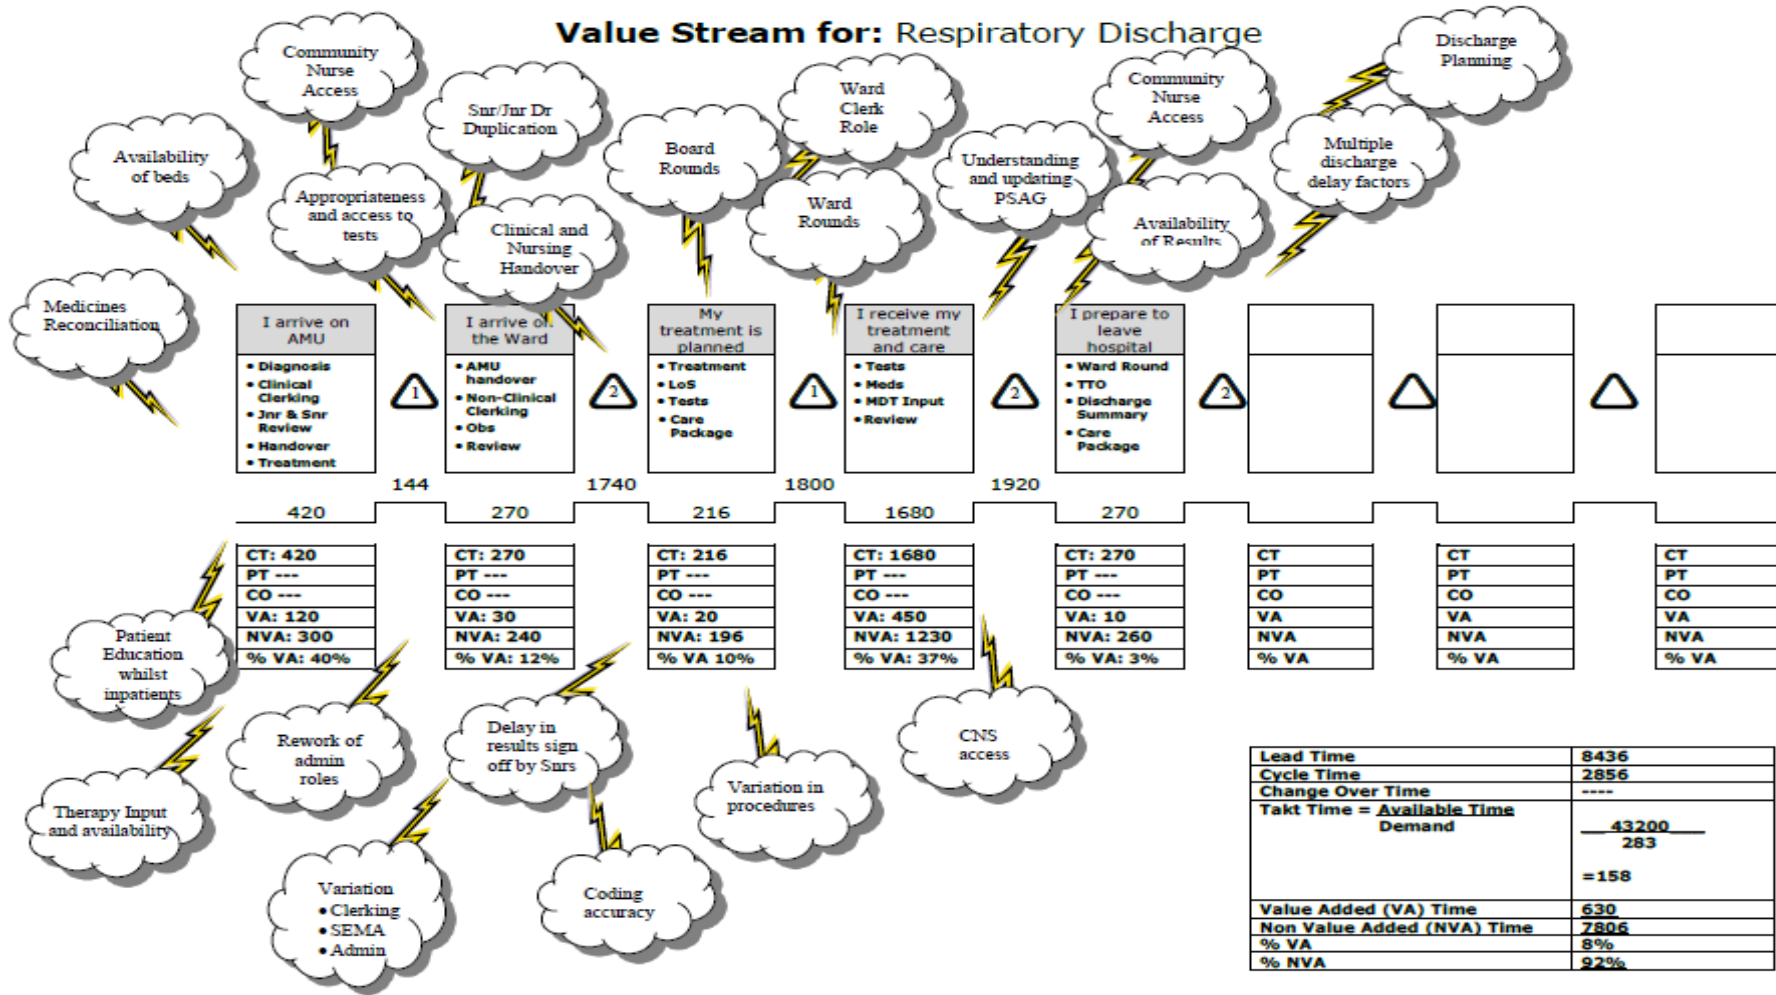 Value Stream for: Respiratory Discharge
Community
Nurse
Access
Snr/Jnr Dr
Duplication
Ward
Clerk
Role
Community
Nurse
Access
Discharge
Planning
Availability
of beds
Appropriateness
and access to
tests
Clinical and
Nursing
Handover
Board
Rounds
Ward
Rounds
Understanding
and updating
PSAG
Availability
of Results
Multiple
discharge
delay factors
Medicines
Reconciliation
I arrive on
AMU
• Diagnosis
• Clinical
Clerking
• Jnr & Snr
Review
• Handover
• Treatment
1
I arrive on
the Ward
• AMU
handover
• Non-Clinical
Clerking
• Obs
• Review
2
My
treatment is
planned
• Treatment
• LoS
• Tests
• Care
Package
1
I receive my
treatment
and care
• Tests
• Meds
• MDT Input
• Review
2
I prepare to
leave
hospital
• Ward Round
• TTO
• Discharge
Summary
• Care
Package
2
144 1740 1800 1920
420 270 216 1680 270
CT: 420
PT ---
CO ---
VA: 120
NVA: 300
% VA: 40%
CT: 270
PT ---
CO ---
VA: 30
NVA: 240
% VA: 12%
CT: 216
PT ---
CO ---
VA: 20
NVA: 196
% VA 10%
CT: 1680
PT ---
CO ---
VA: 450
NVA: 1230
% VA: 37%
CT: 270
PT ---
CO ---
VA: 10
NVA: 260
% VA: 3%
CT
PT
CO
VA
NVA
% VA
CT
PT
CO
VA
NVA
% VA
CT
PT
CO
VA
NVA
% VA
Patient
Education
whilst
inpatients
Therapy Input
and availability
Rework of
admin
roles
Variation
• Clerking
• SEMA
• Admin
Delay in
results sign
off by Snrs
Coding
accuracy
Variation in
procedures
CNS
access
Lead Time 8436
Cycle Time 2856
Change Over Time ----
Takt Time = Available Time
Demand
43200
283
=158
Value Added (VA) Time 630
Non Value Added (NVA) Time 7806
% VA 8%
% NVA 92%